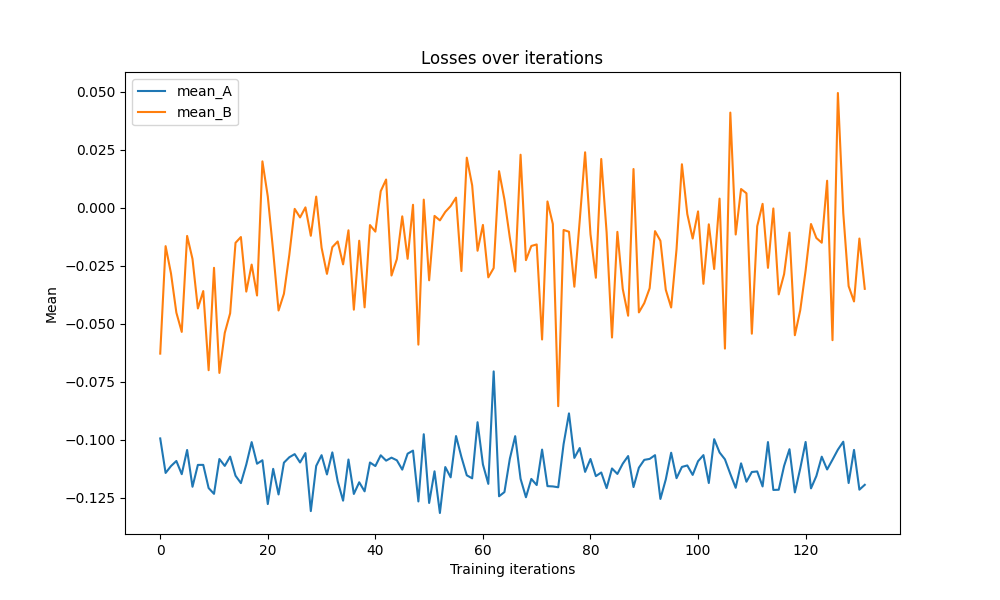 Losses over iterations
mean_A
mean_B
0.050
0.025
0.000
−0.025
−0.050
−0.075
−0.100
−0.125
Mean
0 20 40 60 80 100 120
Training iterations